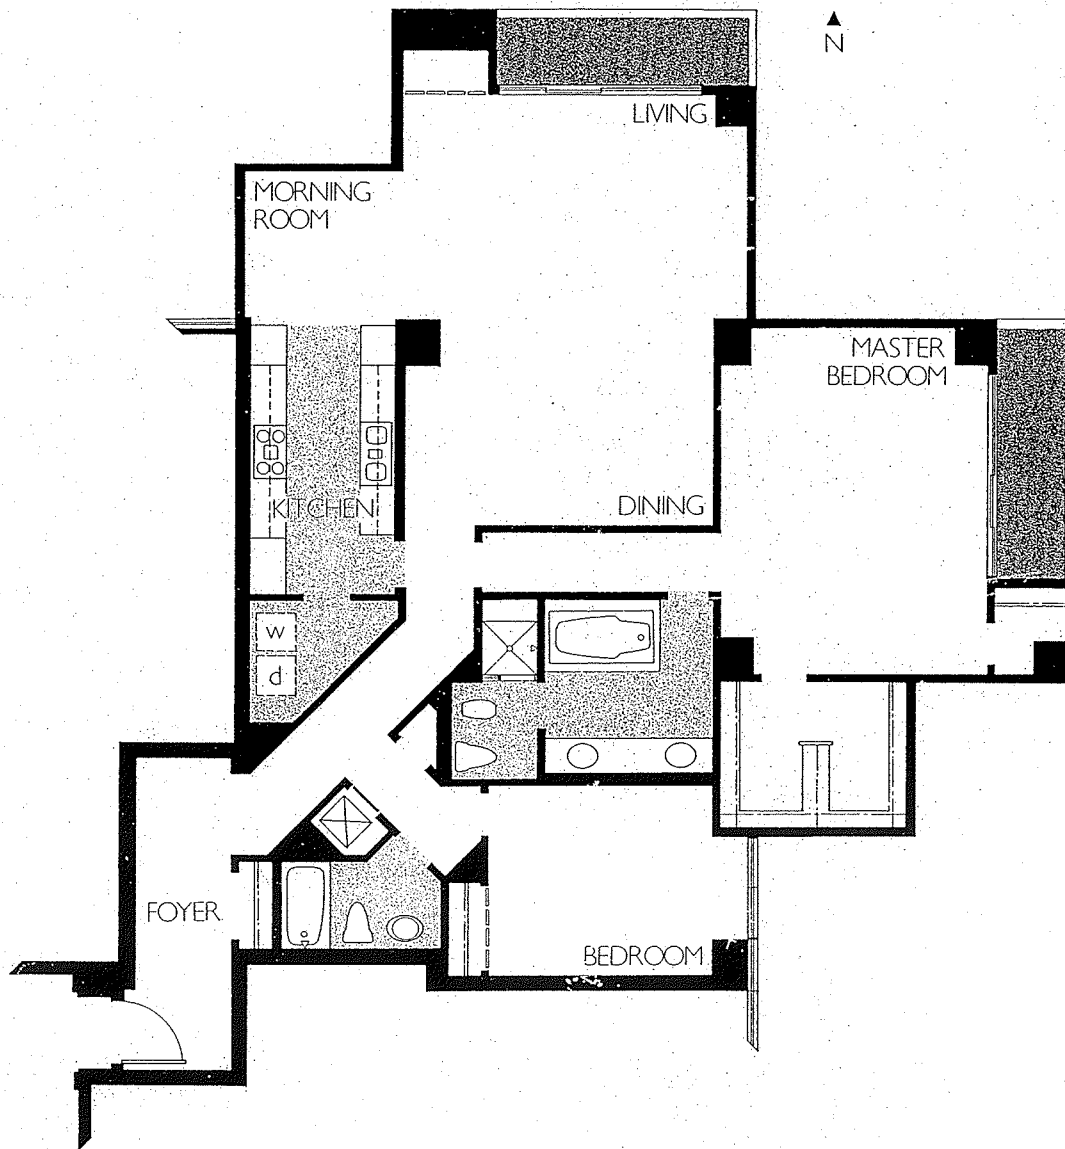 N
LIVING
MORNING
ROOM
MASTER
BEDROOM
KITCHEN
DINING
w
d
FOYER
BEDROOM